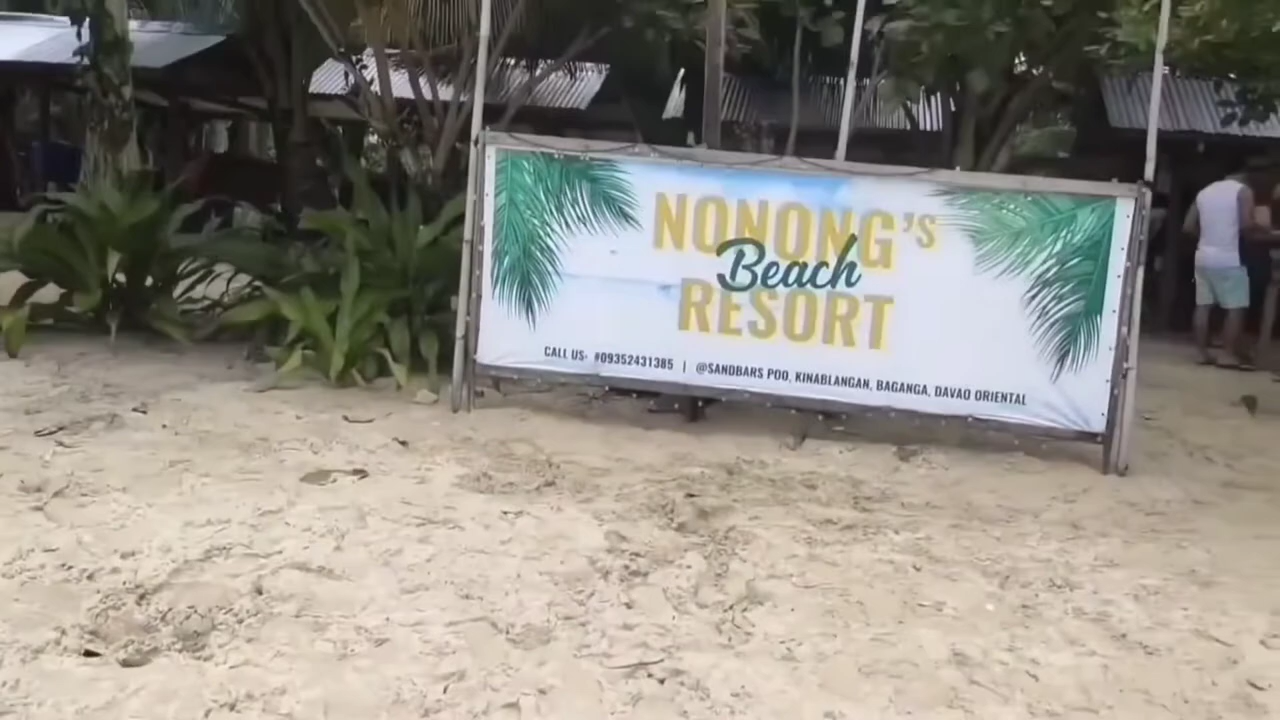 NONONG'S
Beach
RESORT
CALL US- #09352431385 | @SANDBARS POO, KINABLANGAN, BAGANGA, DAVAO ORIENTAL